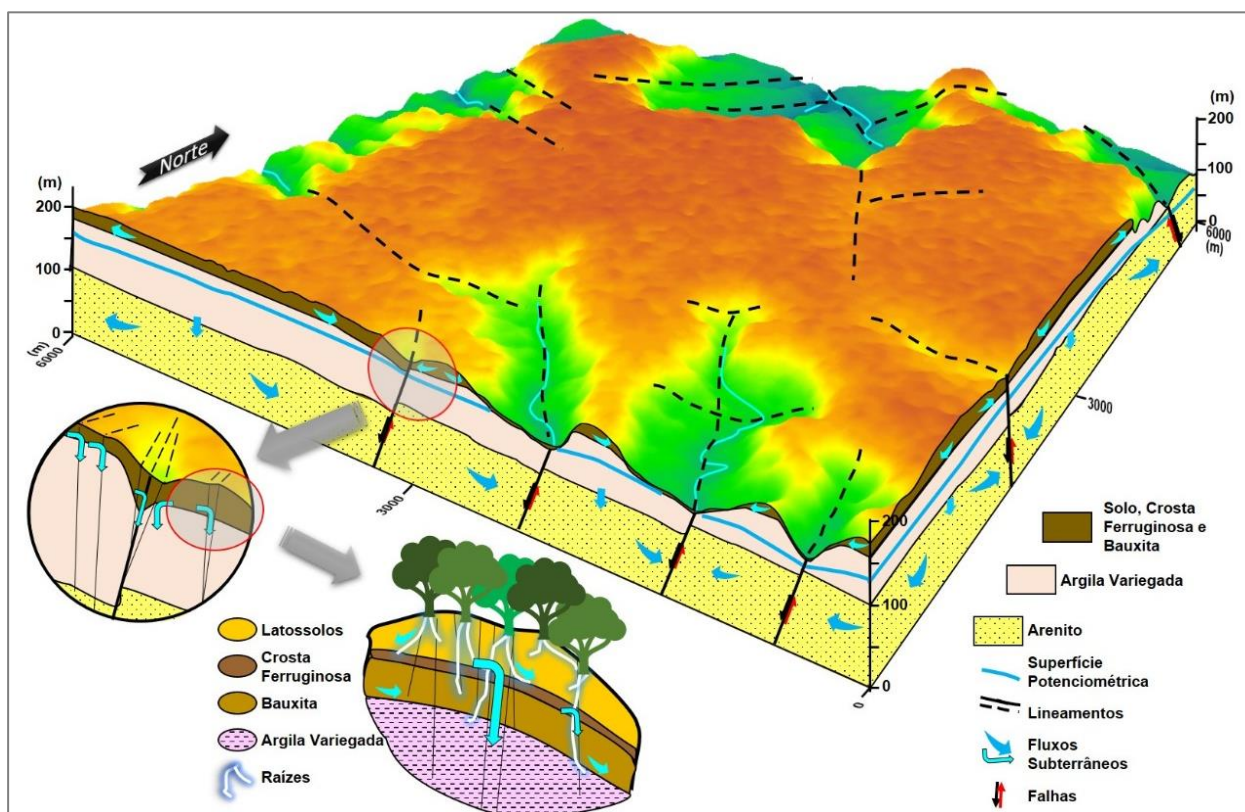 Norte
(m)
200
100
0
(m)
6000
3000
(m)
200
100
0
6000
(m)
3000
200
100
0
0
Solo, Crosta
Ferruginosa e
Bauxita
Argila Variegada
Arenito
Superfície
Potenciométrica
Lineamentos
Fluxos
Subterrâneos
Falhas
Latossolos
Crosta
Ferruginosa
Bauxita
Argila Variegada
Raízes